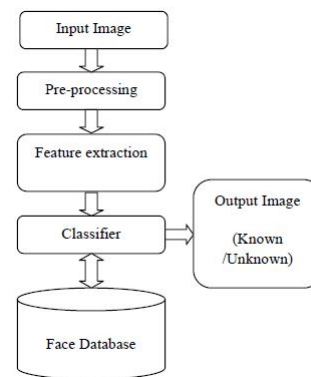 Input Image
Pre-processing
Feature extraction
Classifier
Output Image
(Known
/Unknown)
Face Database